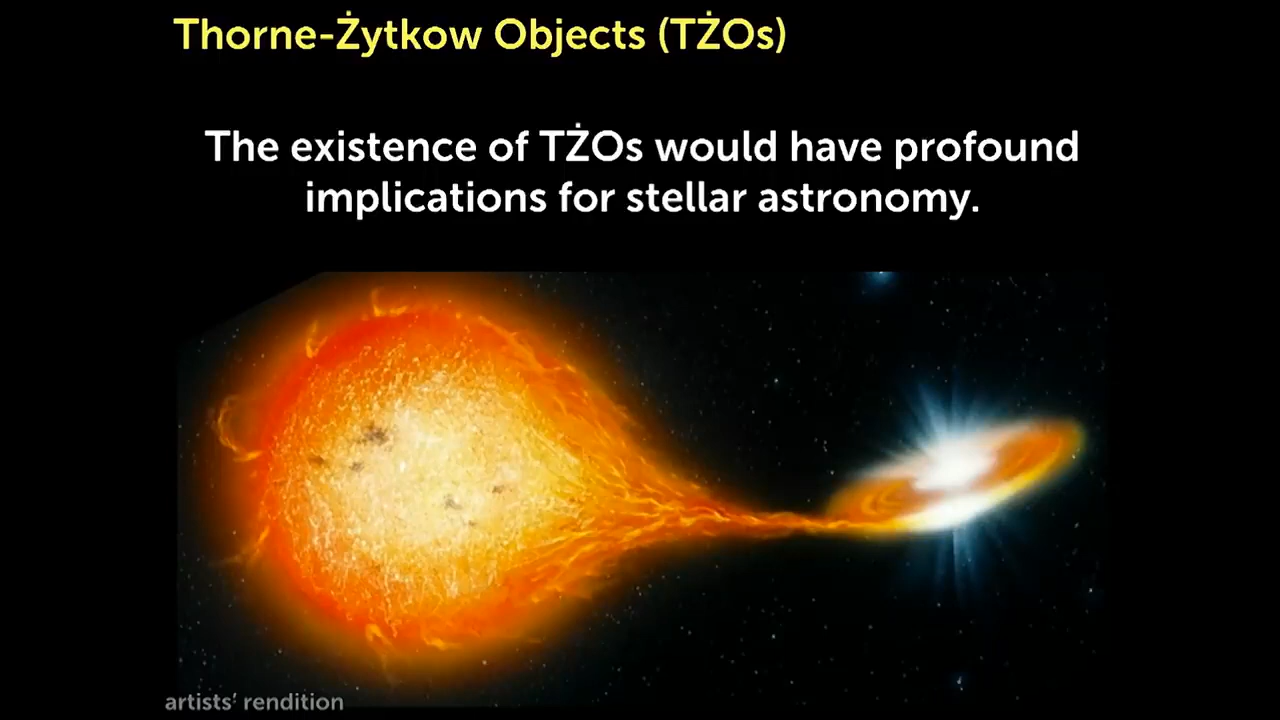 Thorne-Żytkow Objects (TŻOs)
The existence of TŻOs would have profound
implications for stellar astronomy.
artists' rendition